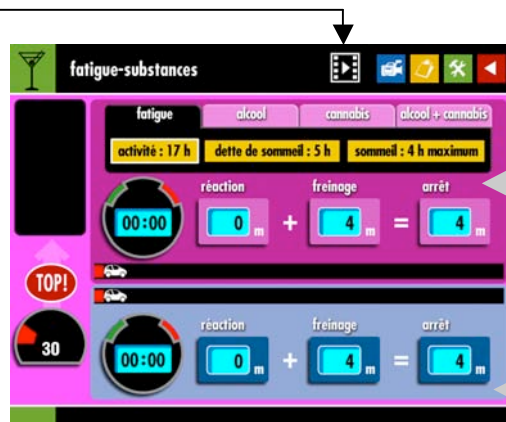 fatigue-substances
fatigue
alcool
cannabis
alcool + cannabis
activité : 17 h
dette de sommeil : 5 h
sommeil : 4 h maximum
réaction
freinage
arrêt
00:00
0 m
+
4 m
=
4 m
TOP!
réaction
freinage
arrêt
30
00:00
0 m
+
4 m
=
4 m